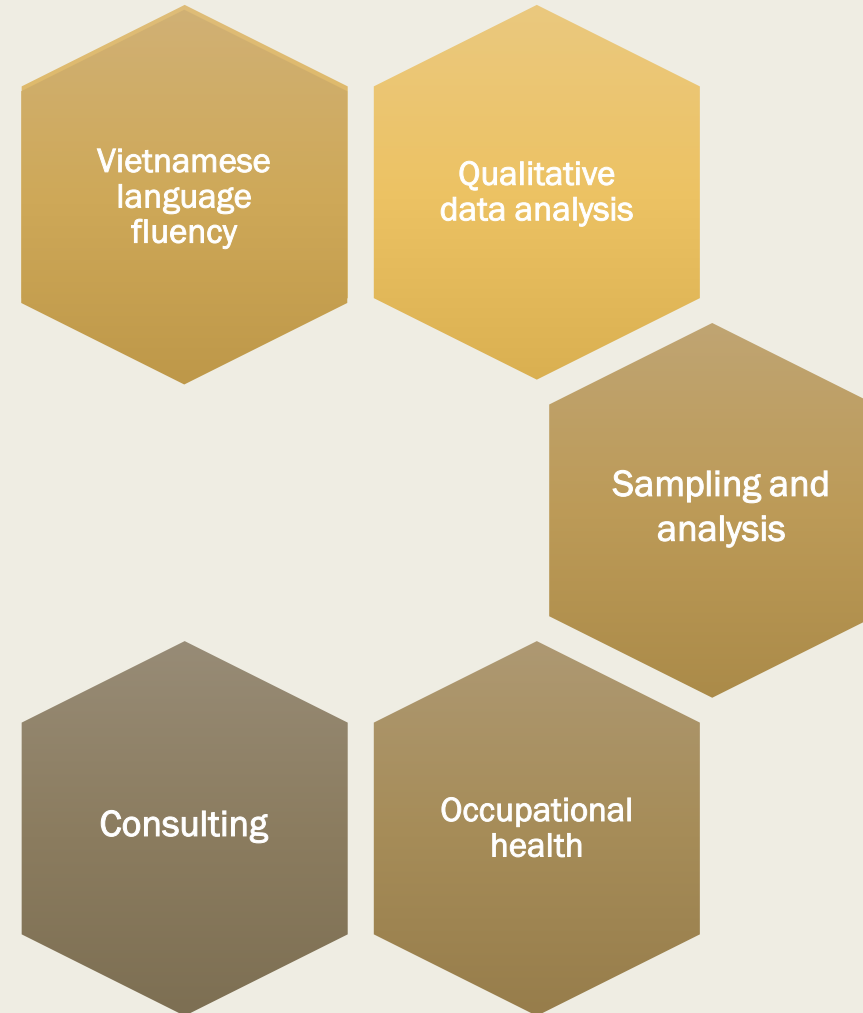 Vietnamese
language
fluency
Qualitative
data analysis
Sampling and
analysis
Consulting
Occupational
health